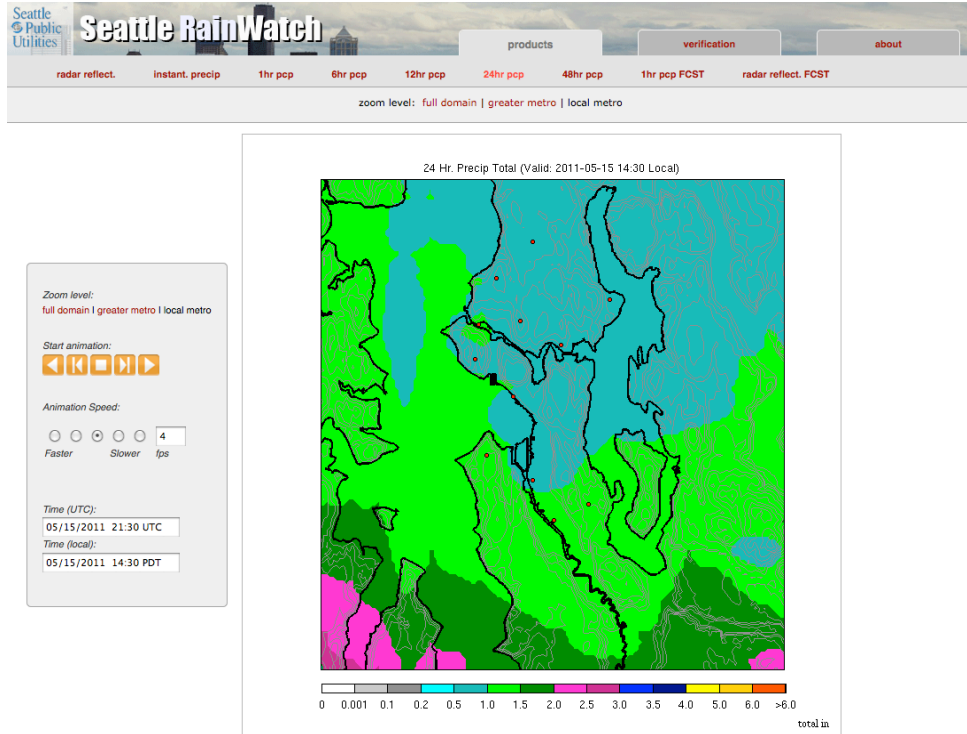 Seattle
Public
Utilities
Seattle RainWatch
products
verification
about
radar reflect. instant. precip 1hr pcp 6hr pcp 12hr pcp 24hr pcp 48hr pcp 1hr pcp FCST radar reflect. FCST
zoom level: full domain | greater metro | local metro
24 Hr. Precip Total (Valid: 2011-05-15 14:30 Local)
Zoom level:
full domain I greater metro I local metro
Start animation:
Animation Speed:
4
Faster Slower fps
Time (UTC):
05/15/2011 21:30 UTC
Time (local):
05/15/2011 14:30 PDT
0 0.001 0.1 0.2 0.5 1.0 1.5 2.0 2.5 3.0 3.5 4.0 5.0 6.0 >6.0
total in